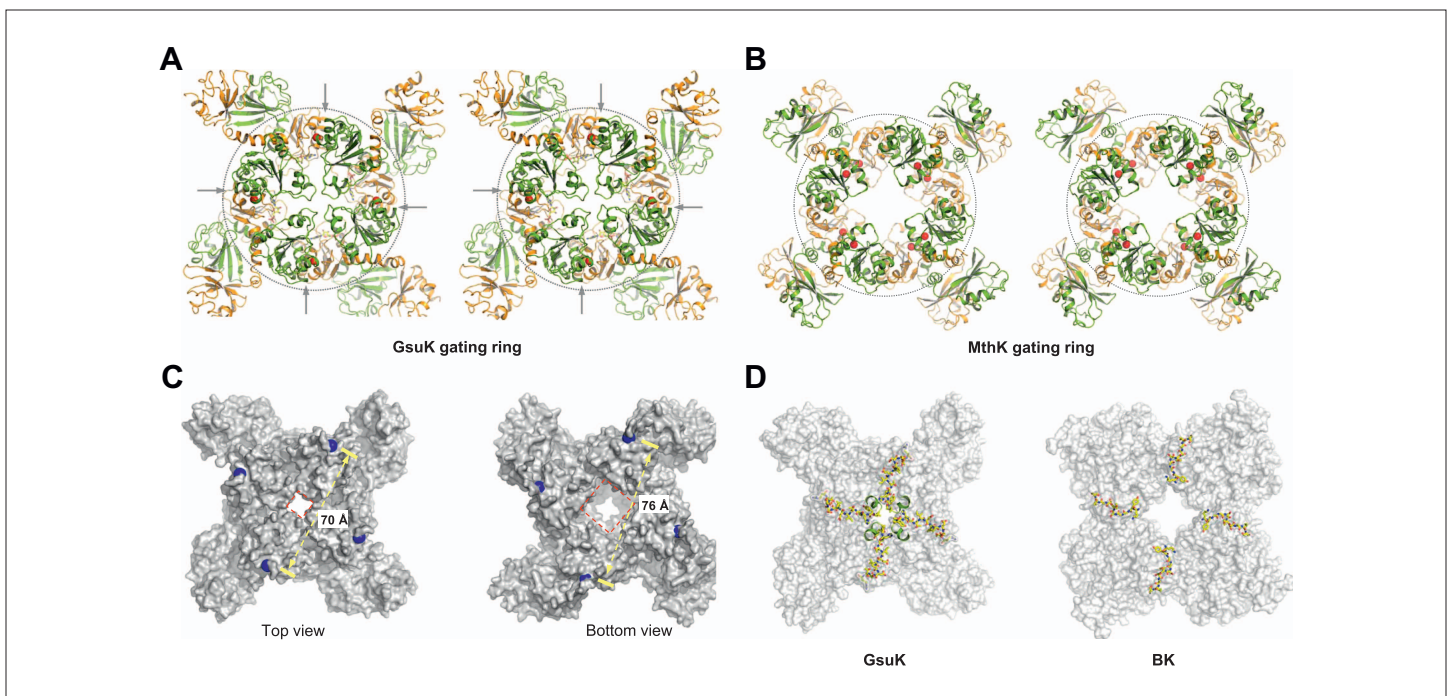 A
B
GsuK gating ring
MthK gating ring
C
D
70 Å
76 Å
Top view
Bottom view
GsuK
BK